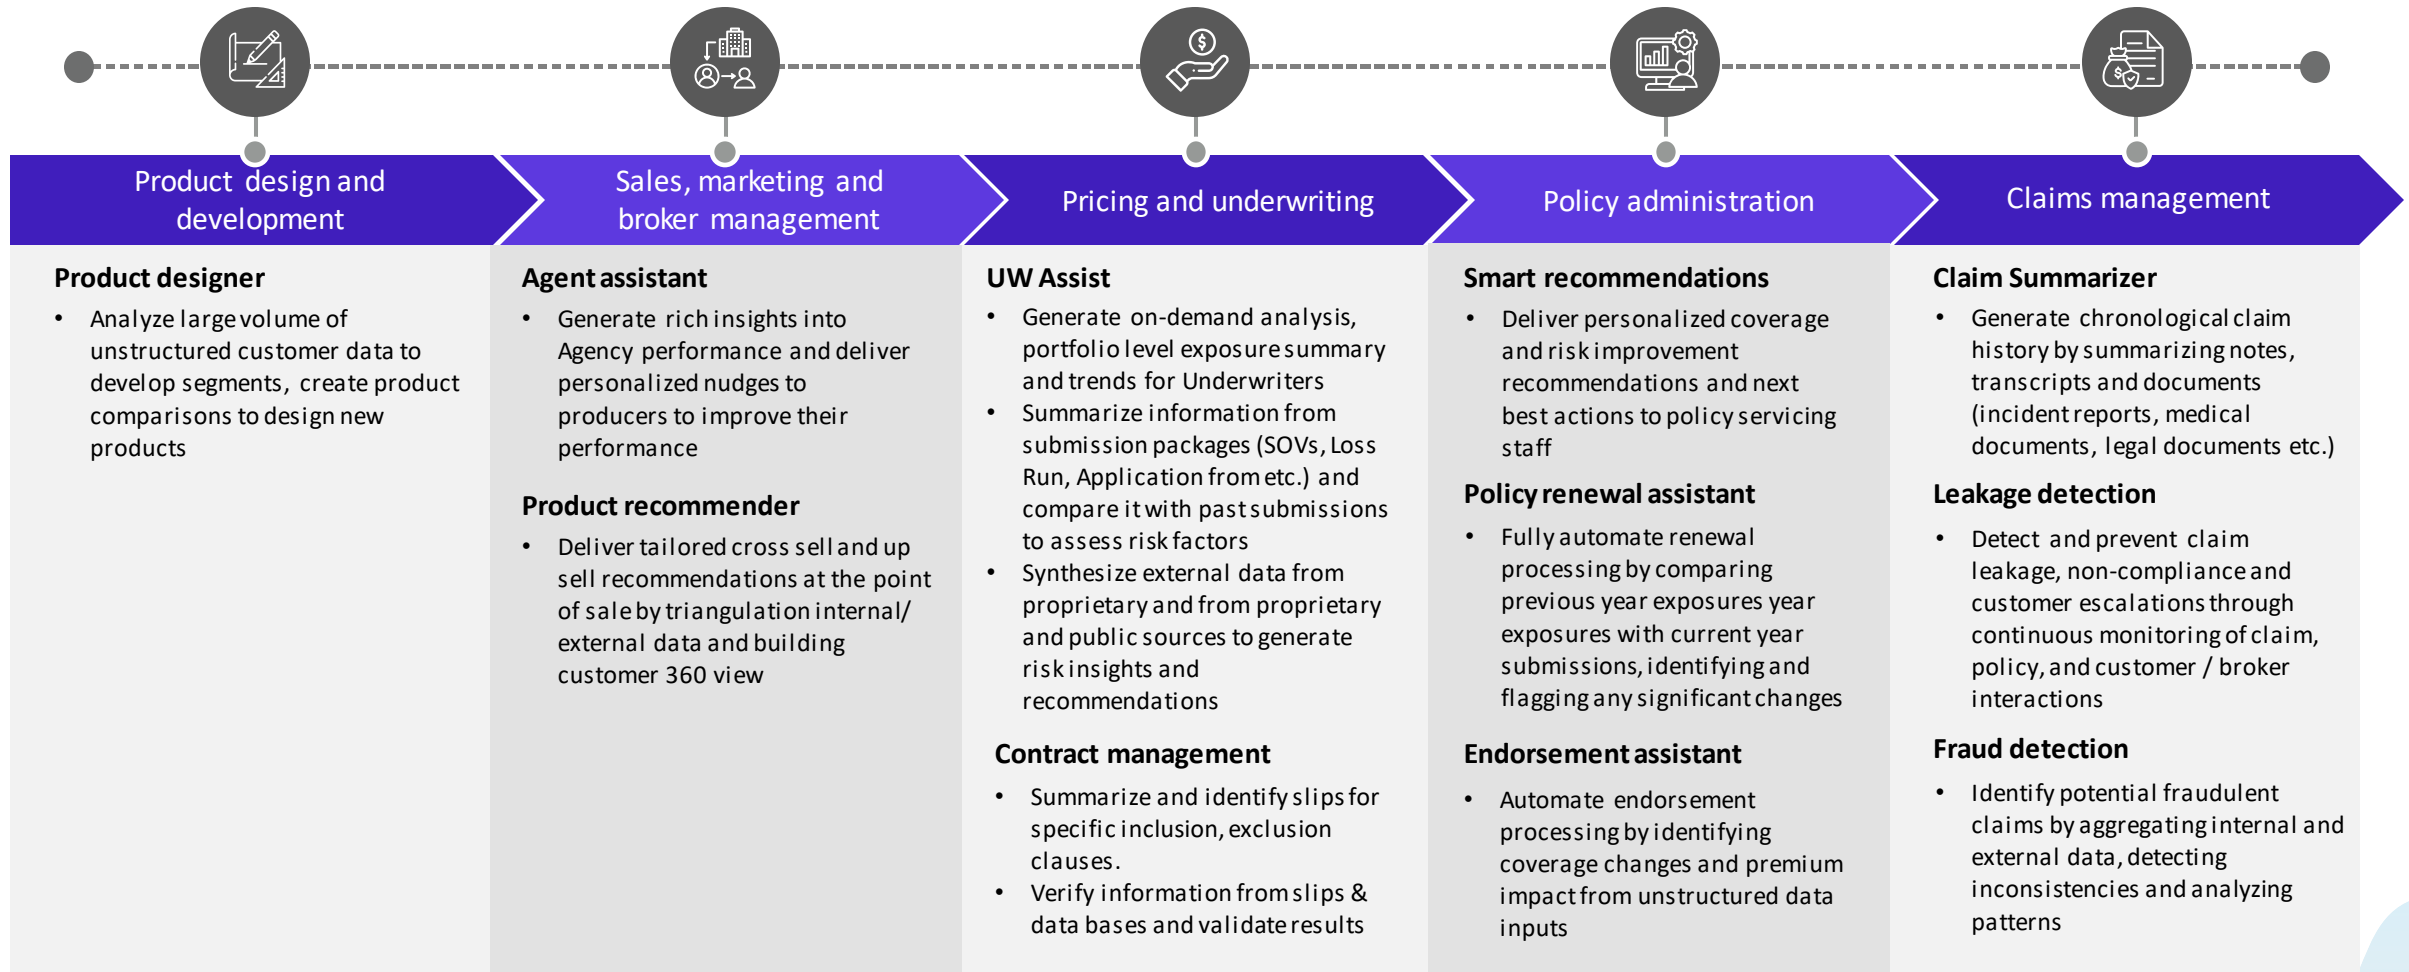 Product design and
development
Sales, marketing and
broker management
Pricing and underwriting
Policy administration
Claims management
Product designer
• Analyze large volume of
unstructured customer data to
develop segments, create product
comparisons to design new
products
Agent assistant
• Generate rich insights into
Agency performance and deliver
personalized nudges to
producers to improve their
performance
Product recommender
• Deliver tailored cross sell and up
sell recommendations at the point
of sale by triangulation internal/
external data and building
customer 360 view
UW Assist
• Generate on-demand analysis,
portfolio level exposure summary
and trends for Underwriters
• Summarize information from
submission packages (SOVs, Loss
Run, Application from etc.) and
compare it with past submissions
to assess risk factors
• Synthesize external data from
proprietary and from proprietary
and public sources to generate
risk insights and
recommendations
Contract management
• Summarize and identify slips for
specific inclusion, exclusion
clauses.
• Verify information from slips &
data bases and validate results
Smart recommendations
• Deliver personalized coverage
and risk improvement
recommendations and next
best actions to policy servicing
staff
Policy renewal assistant
• Fully automate renewal
processing by comparing
previous year exposures year
exposures with current year
submissions, identifying and
flagging any significant changes
Endorsement assistant
• Automate endorsement
processing by identifying
coverage changes and premium
impact from unstructured data
inputs
Claim Summarizer
• Generate chronological claim
history by summarizing notes,
transcripts and documents
(incident reports, medical
documents, legal documents etc.)
Leakage detection
• Detect and prevent claim
leakage, non-compliance and
customer escalations through
continuous monitoring of claim,
policy, and customer / broker
interactions
Fraud detection
• Identify potential fraudulent
claims by aggregating internal and
external data, detecting
inconsistencies and analyzing
patterns